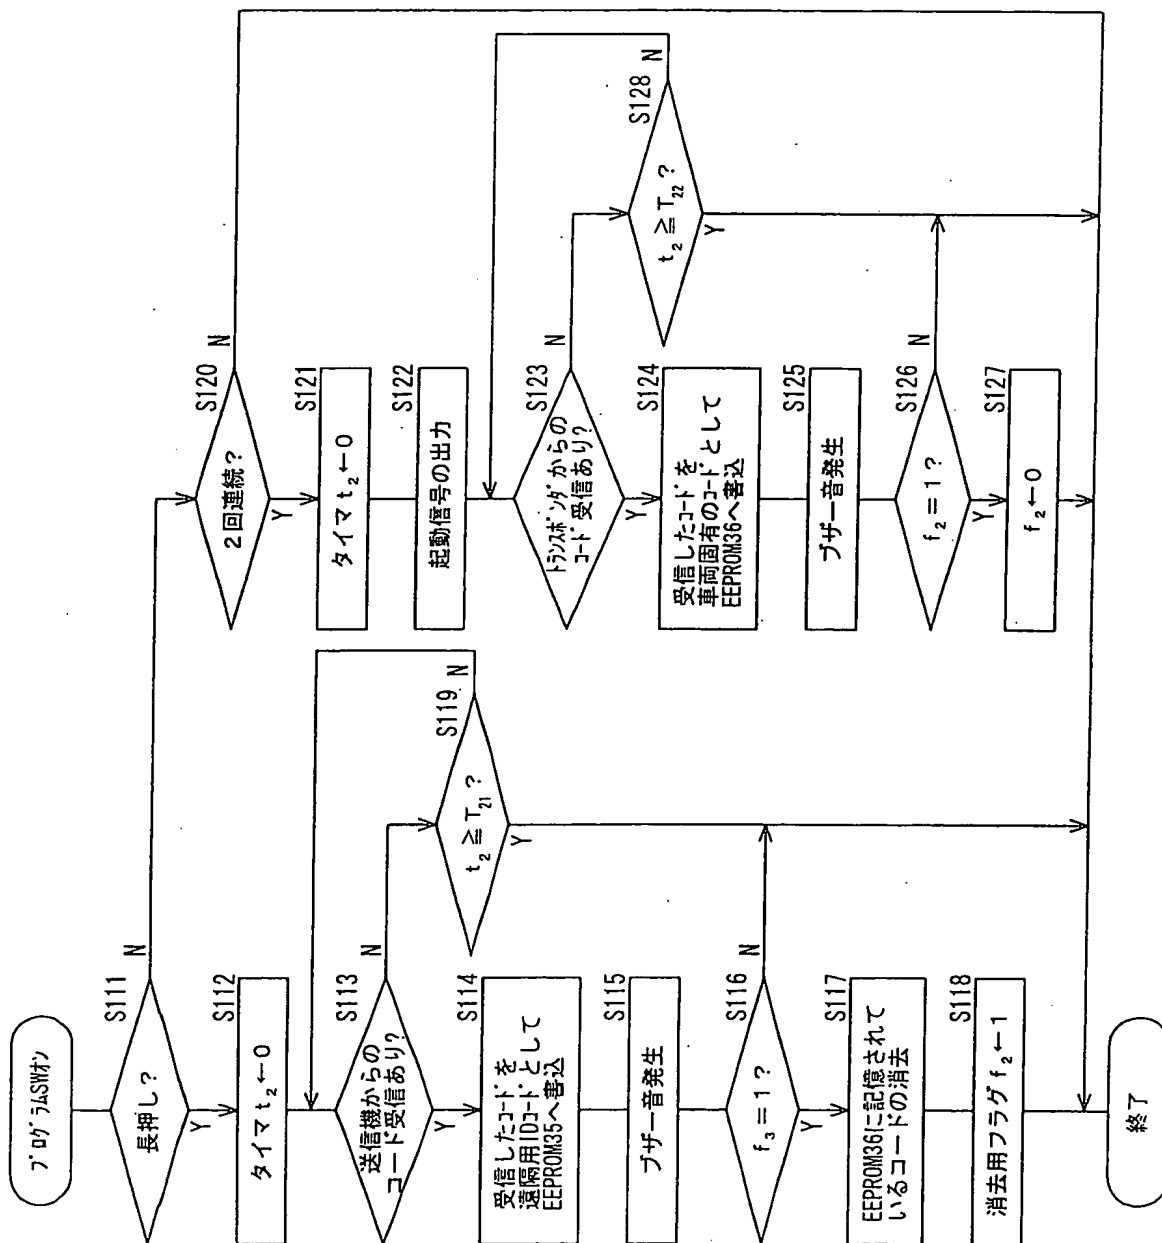 プログラムSWオン
S111
長押し?
N
Y
S112
タイマ t₂←0
S113
送信機からの
コード受信あり?
N
Y
S119
t₂≧T₂₁?
N
Y
S114
受信したコードを
遠隔用IDコードとして
EEPROM35へ書込
S115
ブザー音発生
S116
f₃=1?
N
Y
S117
EEPROM36に記憶されて
いるコードの消去
S118
消去用フラグf₂←1
S120
2回連続?
N
Y
S121
タイマ t₂←0
S122
起動信号の出力
S123
トランスポンダからの
コード受信あり?
N
Y
S128
t₂≧T₂₂?
N
Y
S124
受信したコードを
車両固有のコードとして
EEPROM36へ書込
S125
ブザー音発生
S126
f₂=1?
N
Y
S127
f₂←0
終了